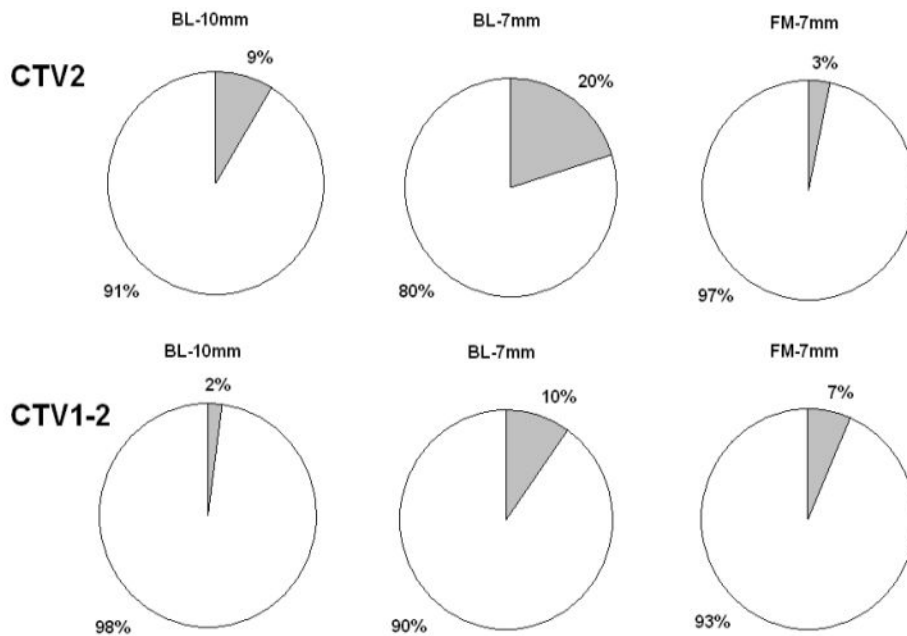 BL-10mm BL-7mm FM-7mm
CTV2
9% 20% 3%
91% 80% 97%
BL-10mm BL-7mm FM-7mm
CTV1-2
2% 10% 7%
98% 90% 93%